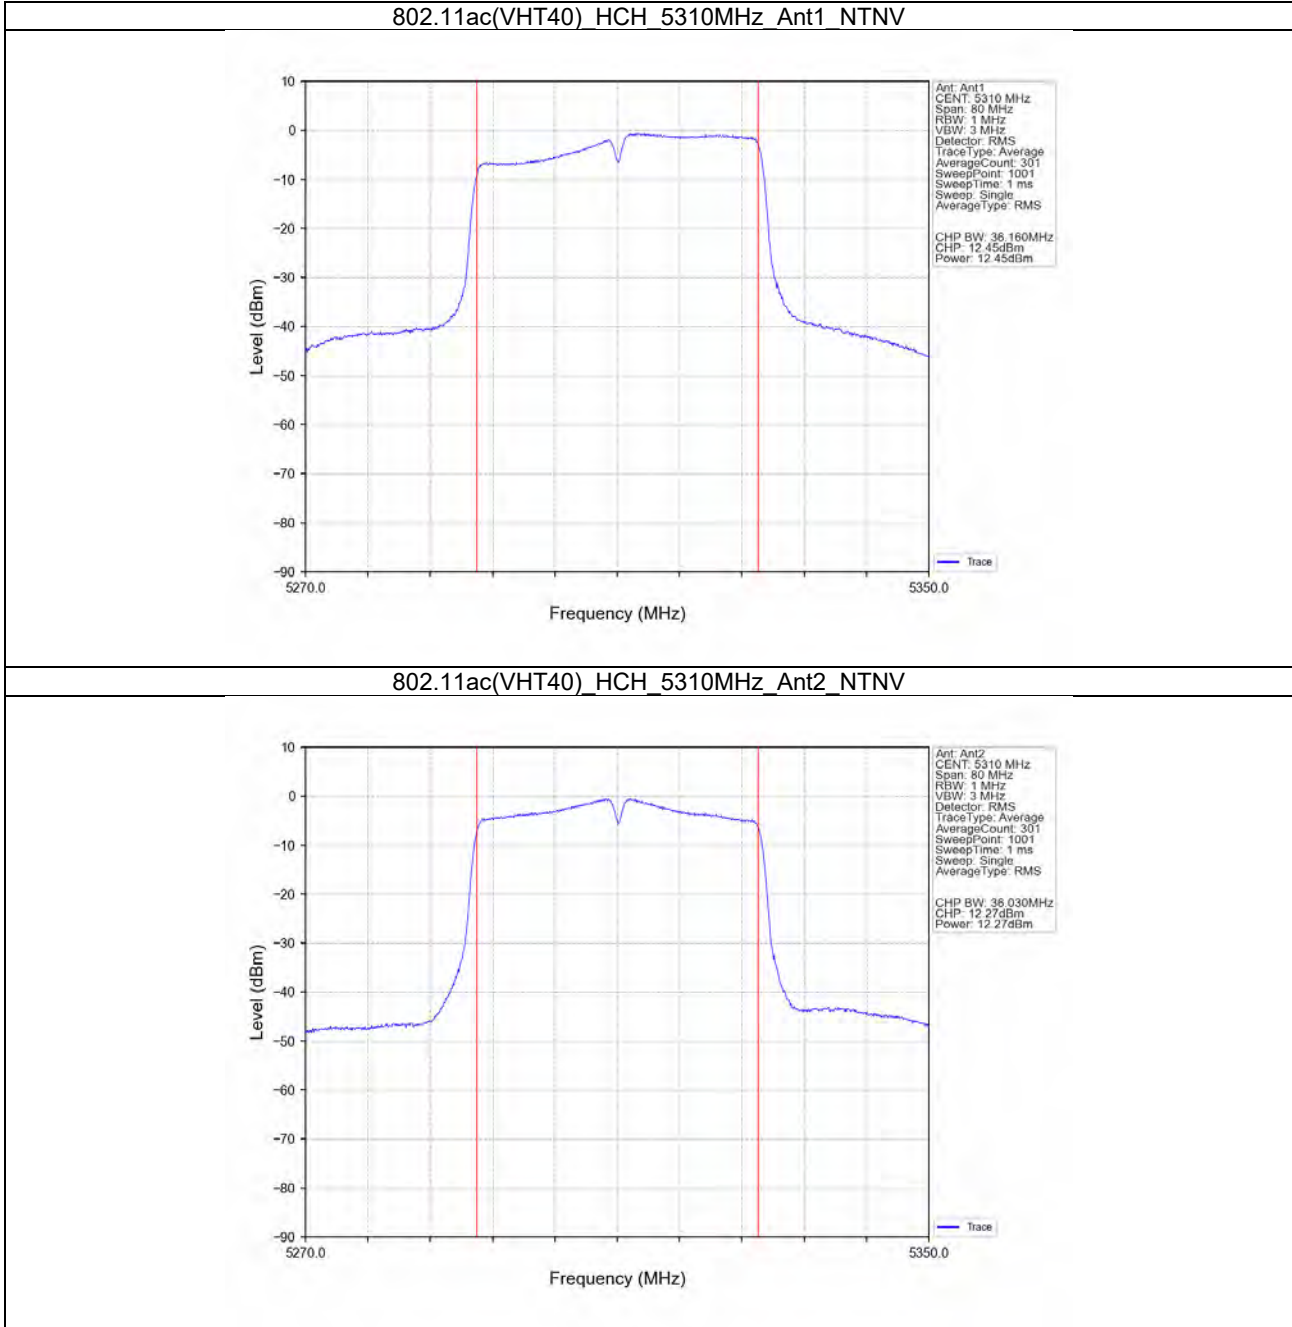 802.11ac(VHT40)_HCH_5310MHz_Ant1_NTNV
10
0
−10
−20
−30
−40
−50
−60
−70
−80
−90
Level (dBm)
5270.0
5350.0
Frequency (MHz)
Ant: Ant1
CENT: 5310 MHz
Span: 80 MHz
RBW: 1 MHz
VBW: 3 MHz
Detector: RMS
TraceType: Average
AverageCount: 301
SweepPoint: 1001
SweepTime: 1 ms
Sweep: Single
AverageType: RMS
CHP BW: 36.160MHz
CHP: 12.45dBm
Power: 12.45dBm
Trace
802.11ac(VHT40)_HCH_5310MHz_Ant2_NTNV
10
0
−10
−20
−30
−40
−50
−60
−70
−80
−90
Level (dBm)
5270.0
5350.0
Frequency (MHz)
Ant: Ant2
CENT: 5310 MHz
Span: 80 MHz
RBW: 1 MHz
VBW: 3 MHz
Detector: RMS
TraceType: Average
AverageCount: 301
SweepPoint: 1001
SweepTime: 1 ms
Sweep: Single
AverageType: RMS
CHP BW: 36.030MHz
CHP: 12.27dBm
Power: 12.27dBm
Trace